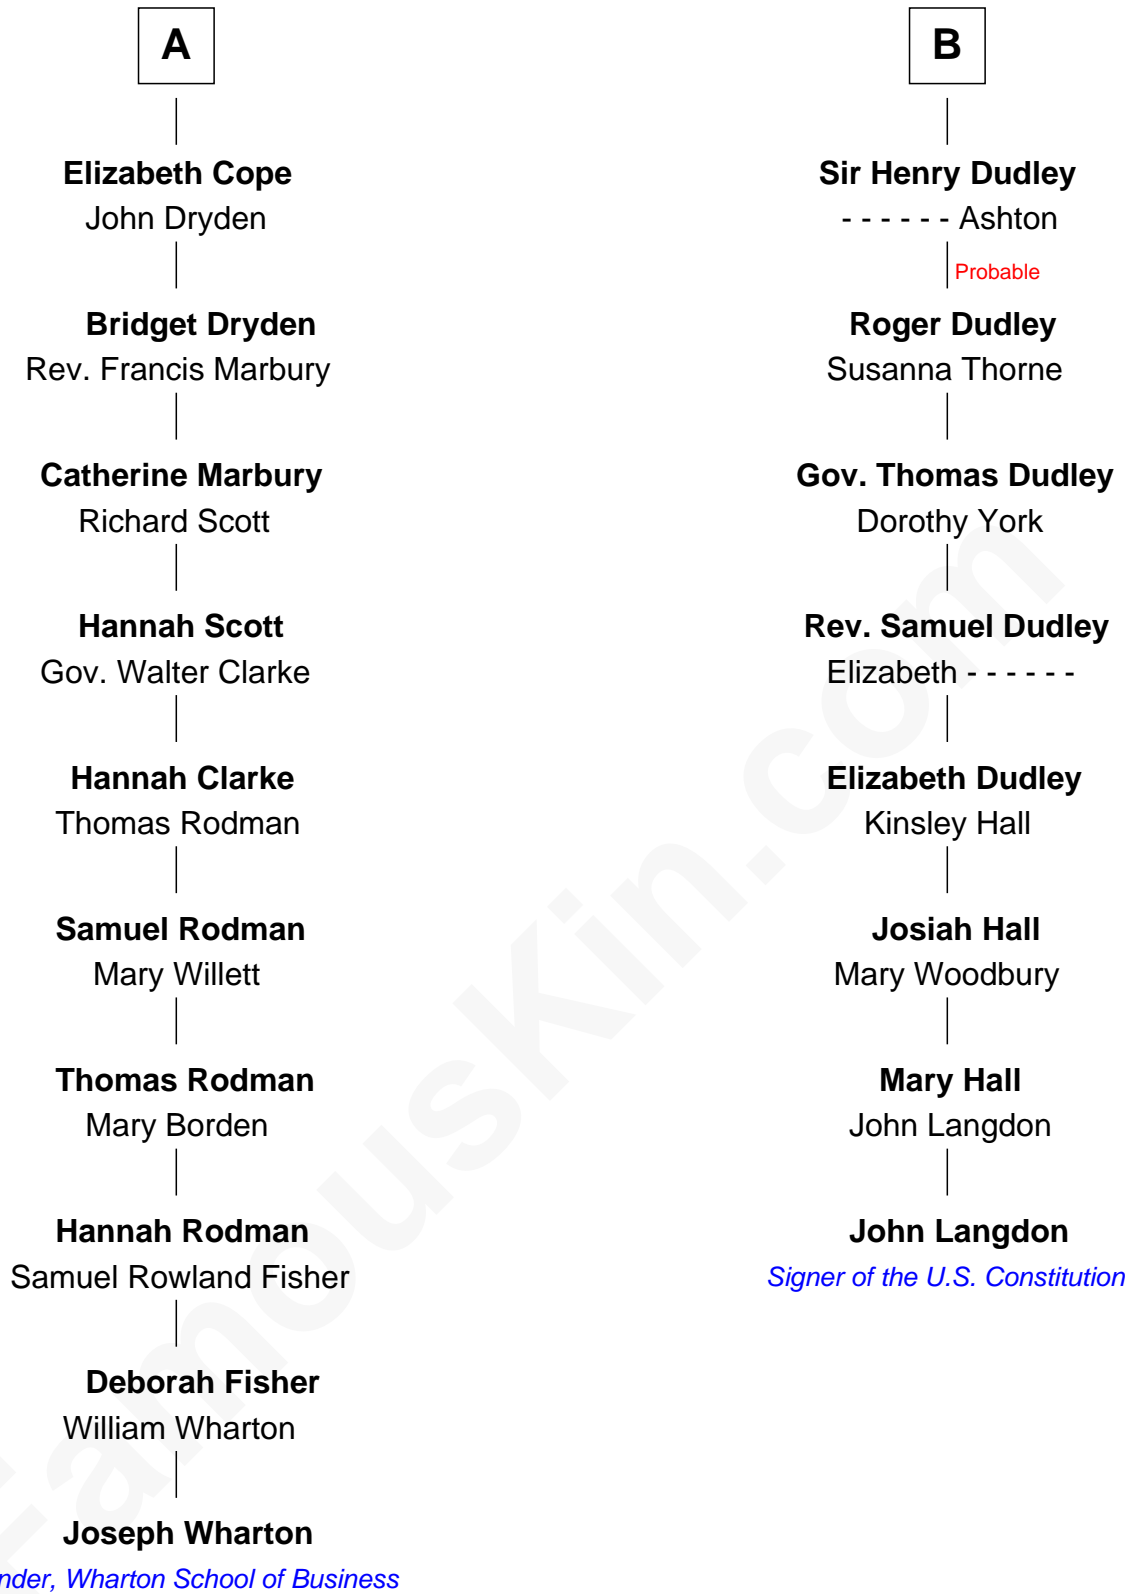 A
Elizabeth Cope
John Dryden
Bridget Dryden
Rev. Francis Marbury
Catherine Marbury
Richard Scott
Hannah Scott
Gov. Walter Clarke
Hannah Clarke
Thomas Rodman
Samuel Rodman
Mary Willett
Thomas Rodman
Mary Borden
Hannah Rodman
Samuel Rowland Fisher
Deborah Fisher
William Wharton
Joseph Wharton
nder, Wharton School of Business
B
Sir Henry Dudley
- - - - - - Ashton
Probable
Roger Dudley
Susanna Thorne
Gov. Thomas Dudley
Dorothy York
Rev. Samuel Dudley
Elizabeth - - - - - -
Elizabeth Dudley
Kinsley Hall
Josiah Hall
Mary Woodbury
Mary Hall
John Langdon
John Langdon
Signer of the U.S. Constitution
FamousKin.com